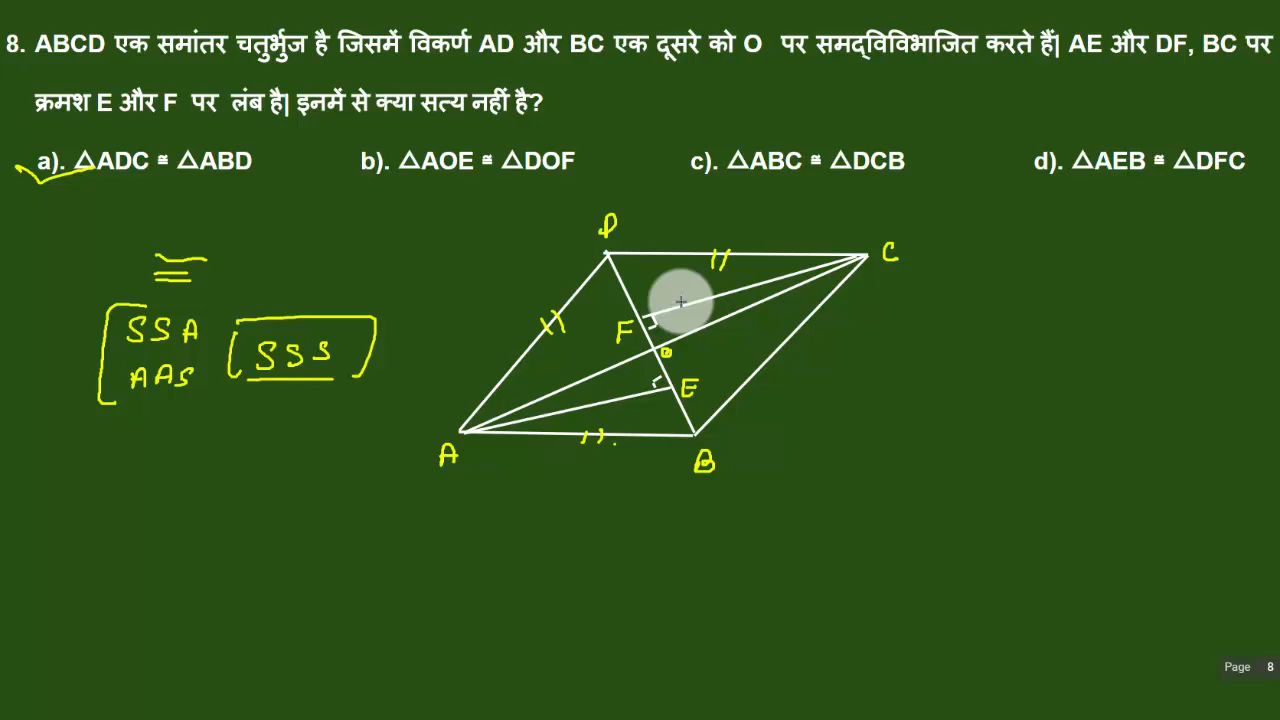 8. ABCD एक समांतर चतुर्भुज है जिसमें विकर्ण AD और BC एक दूसरे को O पर समद्विविभाजित करते हैं| AE और DF, BC पर
क्रमश E और F पर लंब है| इनमें से क्या सत्य नहीं है?
a). △ADC ≅ △ABD b). △AOE ≅ △DOF c). △ABC ≅ △DCB d). △AEB ≅ △DFC
D
C
≅
SSA
SSS
AAS
F
O
E
A
B
Page 8